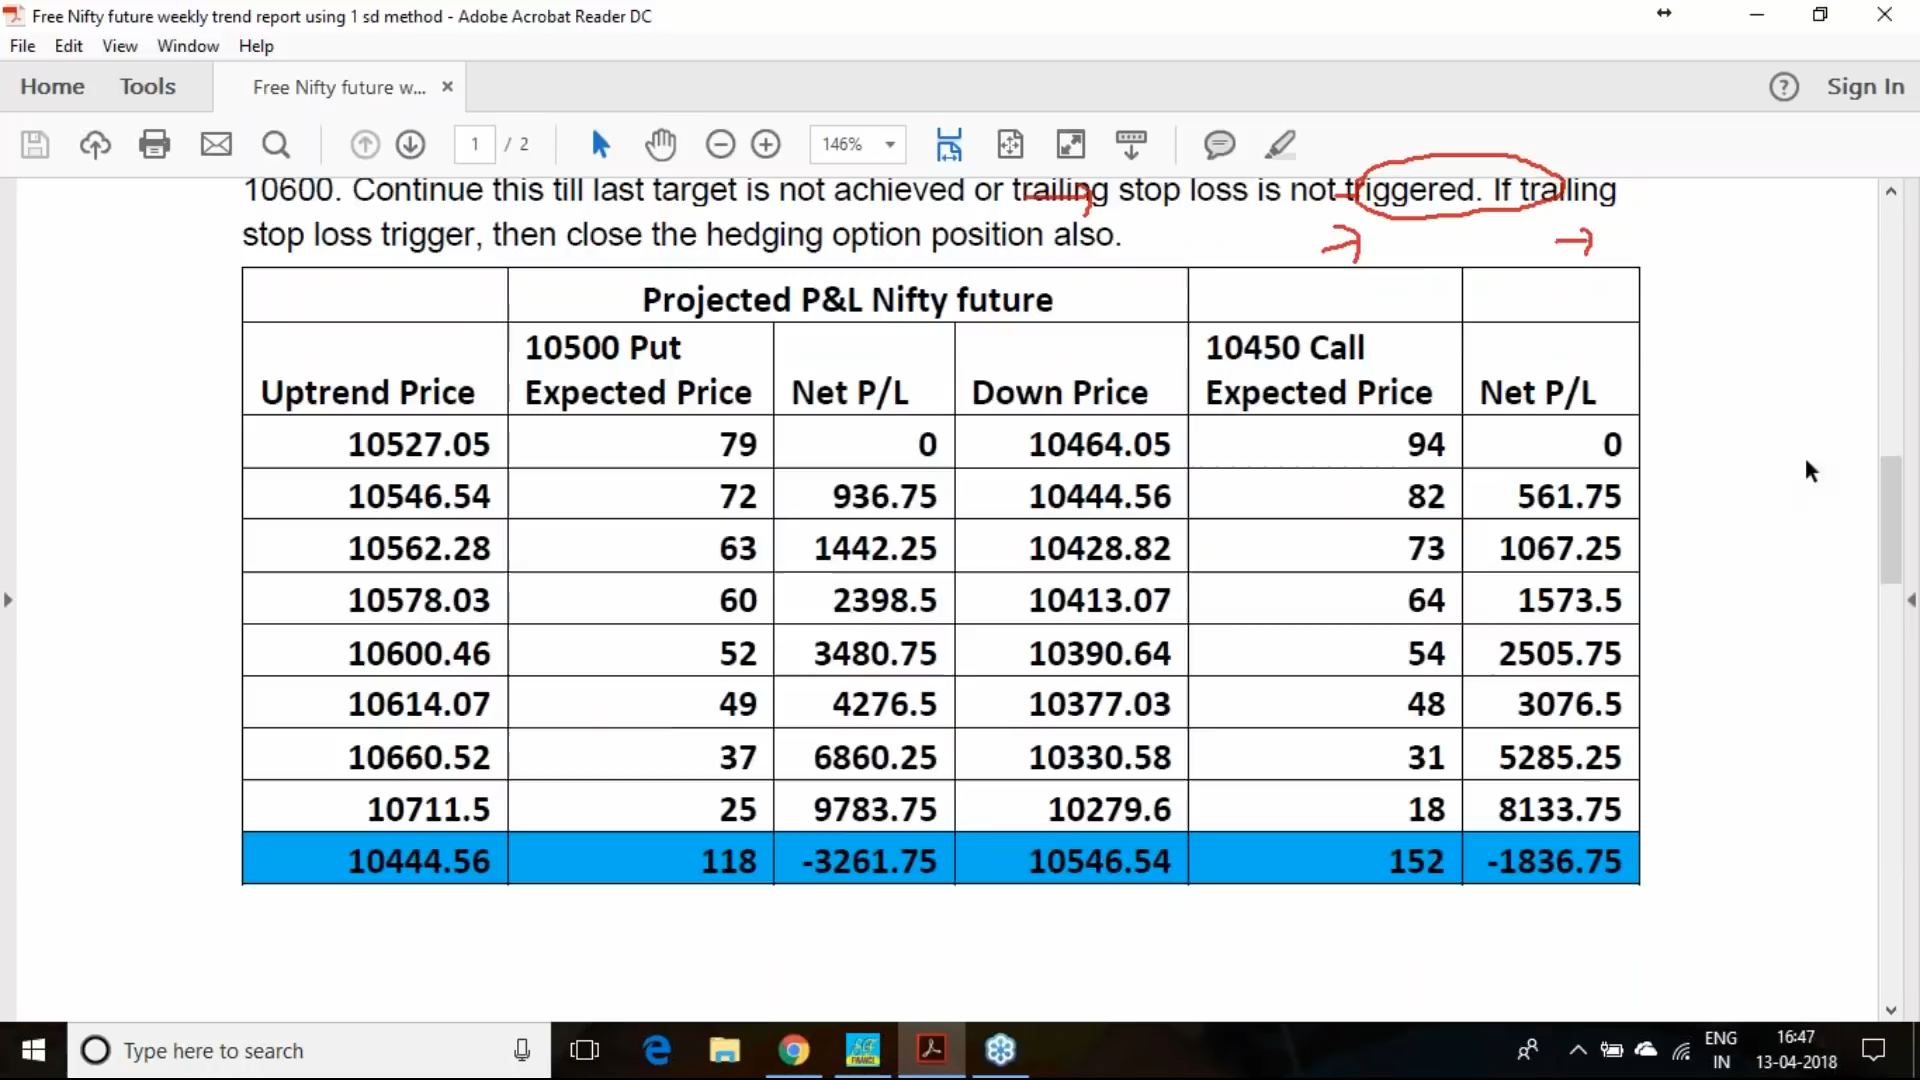 Free Nifty future weekly trend report using 1 sd method - Adobe Acrobat Reader DC
File Edit View Window Help
Home Tools Free Nifty future w... × ? Sign In
1 / 2 146%
10600. Continue this till last target is not achieved or trailing stop loss is not triggered. If trailing
stop loss trigger, then close the hedging option position also.
Projected P&L Nifty future
Uptrend Price 10500 Put Expected Price Net P/L Down Price 10450 Call Expected Price Net P/L
10527.05 79 0 10464.05 94 0
10546.54 72 936.75 10444.56 82 561.75
10562.28 63 1442.25 10428.82 73 1067.25
10578.03 60 2398.5 10413.07 64 1573.5
10600.46 52 3480.75 10390.64 54 2505.75
10614.07 49 4276.5 10377.03 48 3076.5
10660.52 37 6860.25 10330.58 31 5285.25
10711.5 25 9783.75 10279.6 18 8133.75
10444.56 118 -3261.75 10546.54 152 -1836.75
Type here to search FINANCE ENG 16:47
IN 13-04-2018